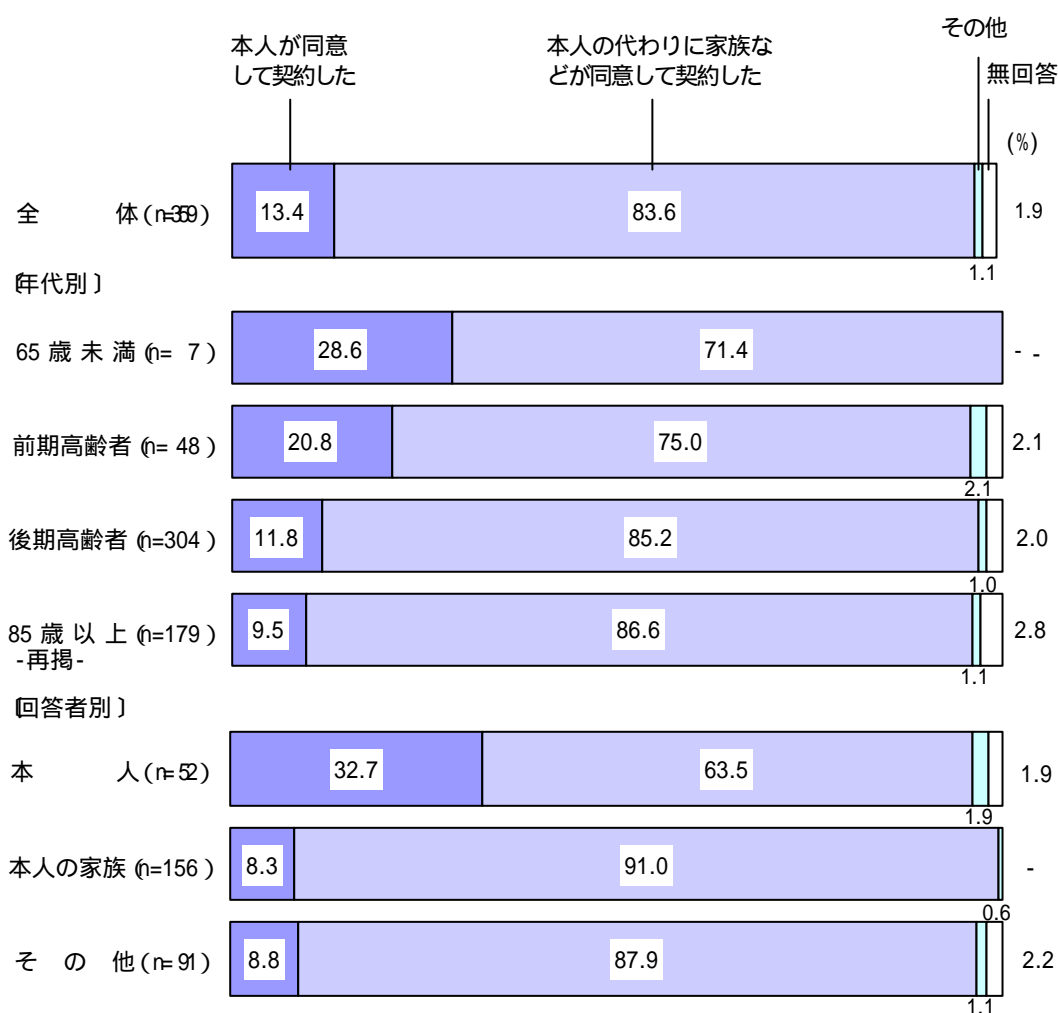 本人が同意
して契約した
本人の代わりに家族な
どが同意して契約した
その他
無回答
(%)
全 体(n=359) 13.4 83.6 1.1 1.9
〔年代別〕
65歳未満(n= 7) 28.6 71.4 - -
前期高齢者(n= 48) 20.8 75.0 2.1 2.1
後期高齢者(n=304) 11.8 85.2 1.0 2.0
85歳以上(n=179) 9.5 86.6 1.1 2.8
-再掲-
〔回答者別〕
本 人(n=52) 32.7 63.5 1.9 1.9
本人の家族(n=156) 8.3 91.0 0.6 -
そ の 他(n=91) 8.8 87.9 1.1 2.2